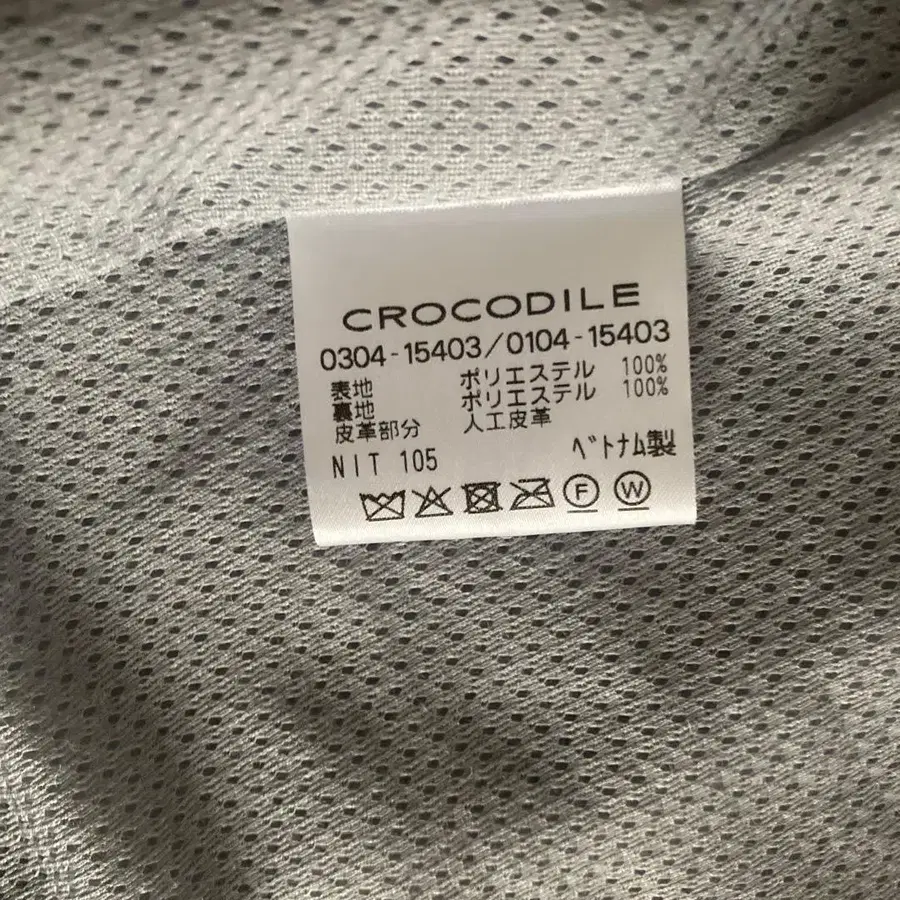 CROCODILE
0304-15403/0104-15403
表地 ポリエステル 100%
裏地 ポリエステル 100%
皮革部分 人工皮革
NIT 105 ベトナム製
F W